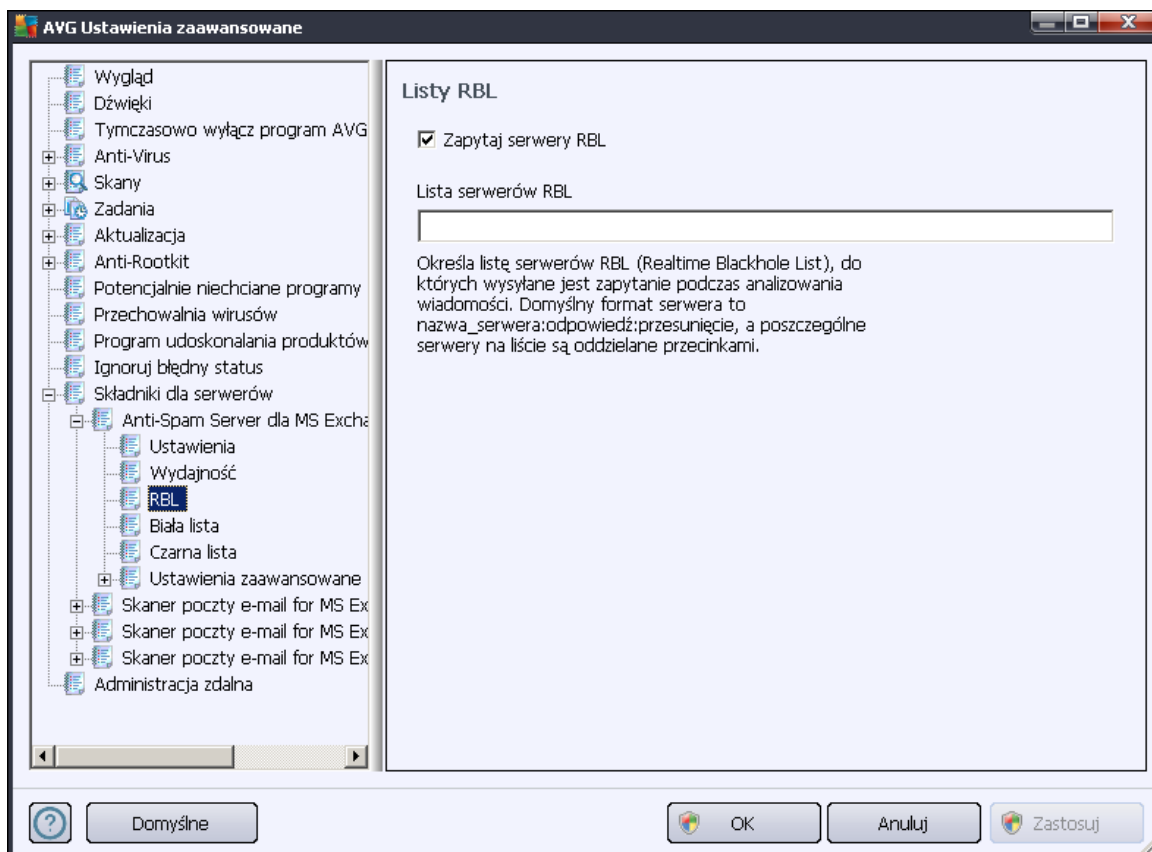 AVG Ustawienia zaawansowane
Wygląd
Dźwięki
Tymczasowo wyłącz program AVG
Anti-Virus
Skany
Zadania
Aktualizacja
Anti-Rootkit
Potencjalnie niechciane programy
Przechowalnia wirusów
Program udoskonalania produktów
Ignoruj błędny status
Składniki dla serwerów
Anti-Spam Server dla MS Excha
Ustawienia
Wydajność
RBL
Biała lista
Czarna lista
Ustawienia zaawansowane
Skaner poczty e-mail for MS Ex
Skaner poczty e-mail for MS Ex
Skaner poczty e-mail for MS Ex
Administracja zdalna
Listy RBL
Zapytaj serwery RBL
Lista serwerów RBL
Określa listę serwerów RBL (Realtime Blackhole List), do
których wysyłane jest zapytanie podczas analizowania
wiadomości. Domyślny format serwera to
nazwa_serwera:odpowiedź:przesunięcie, a poszczególne
serwery na liście są oddzielane przecinkami.
Domyślne
OK
Anuluj
Zastosuj